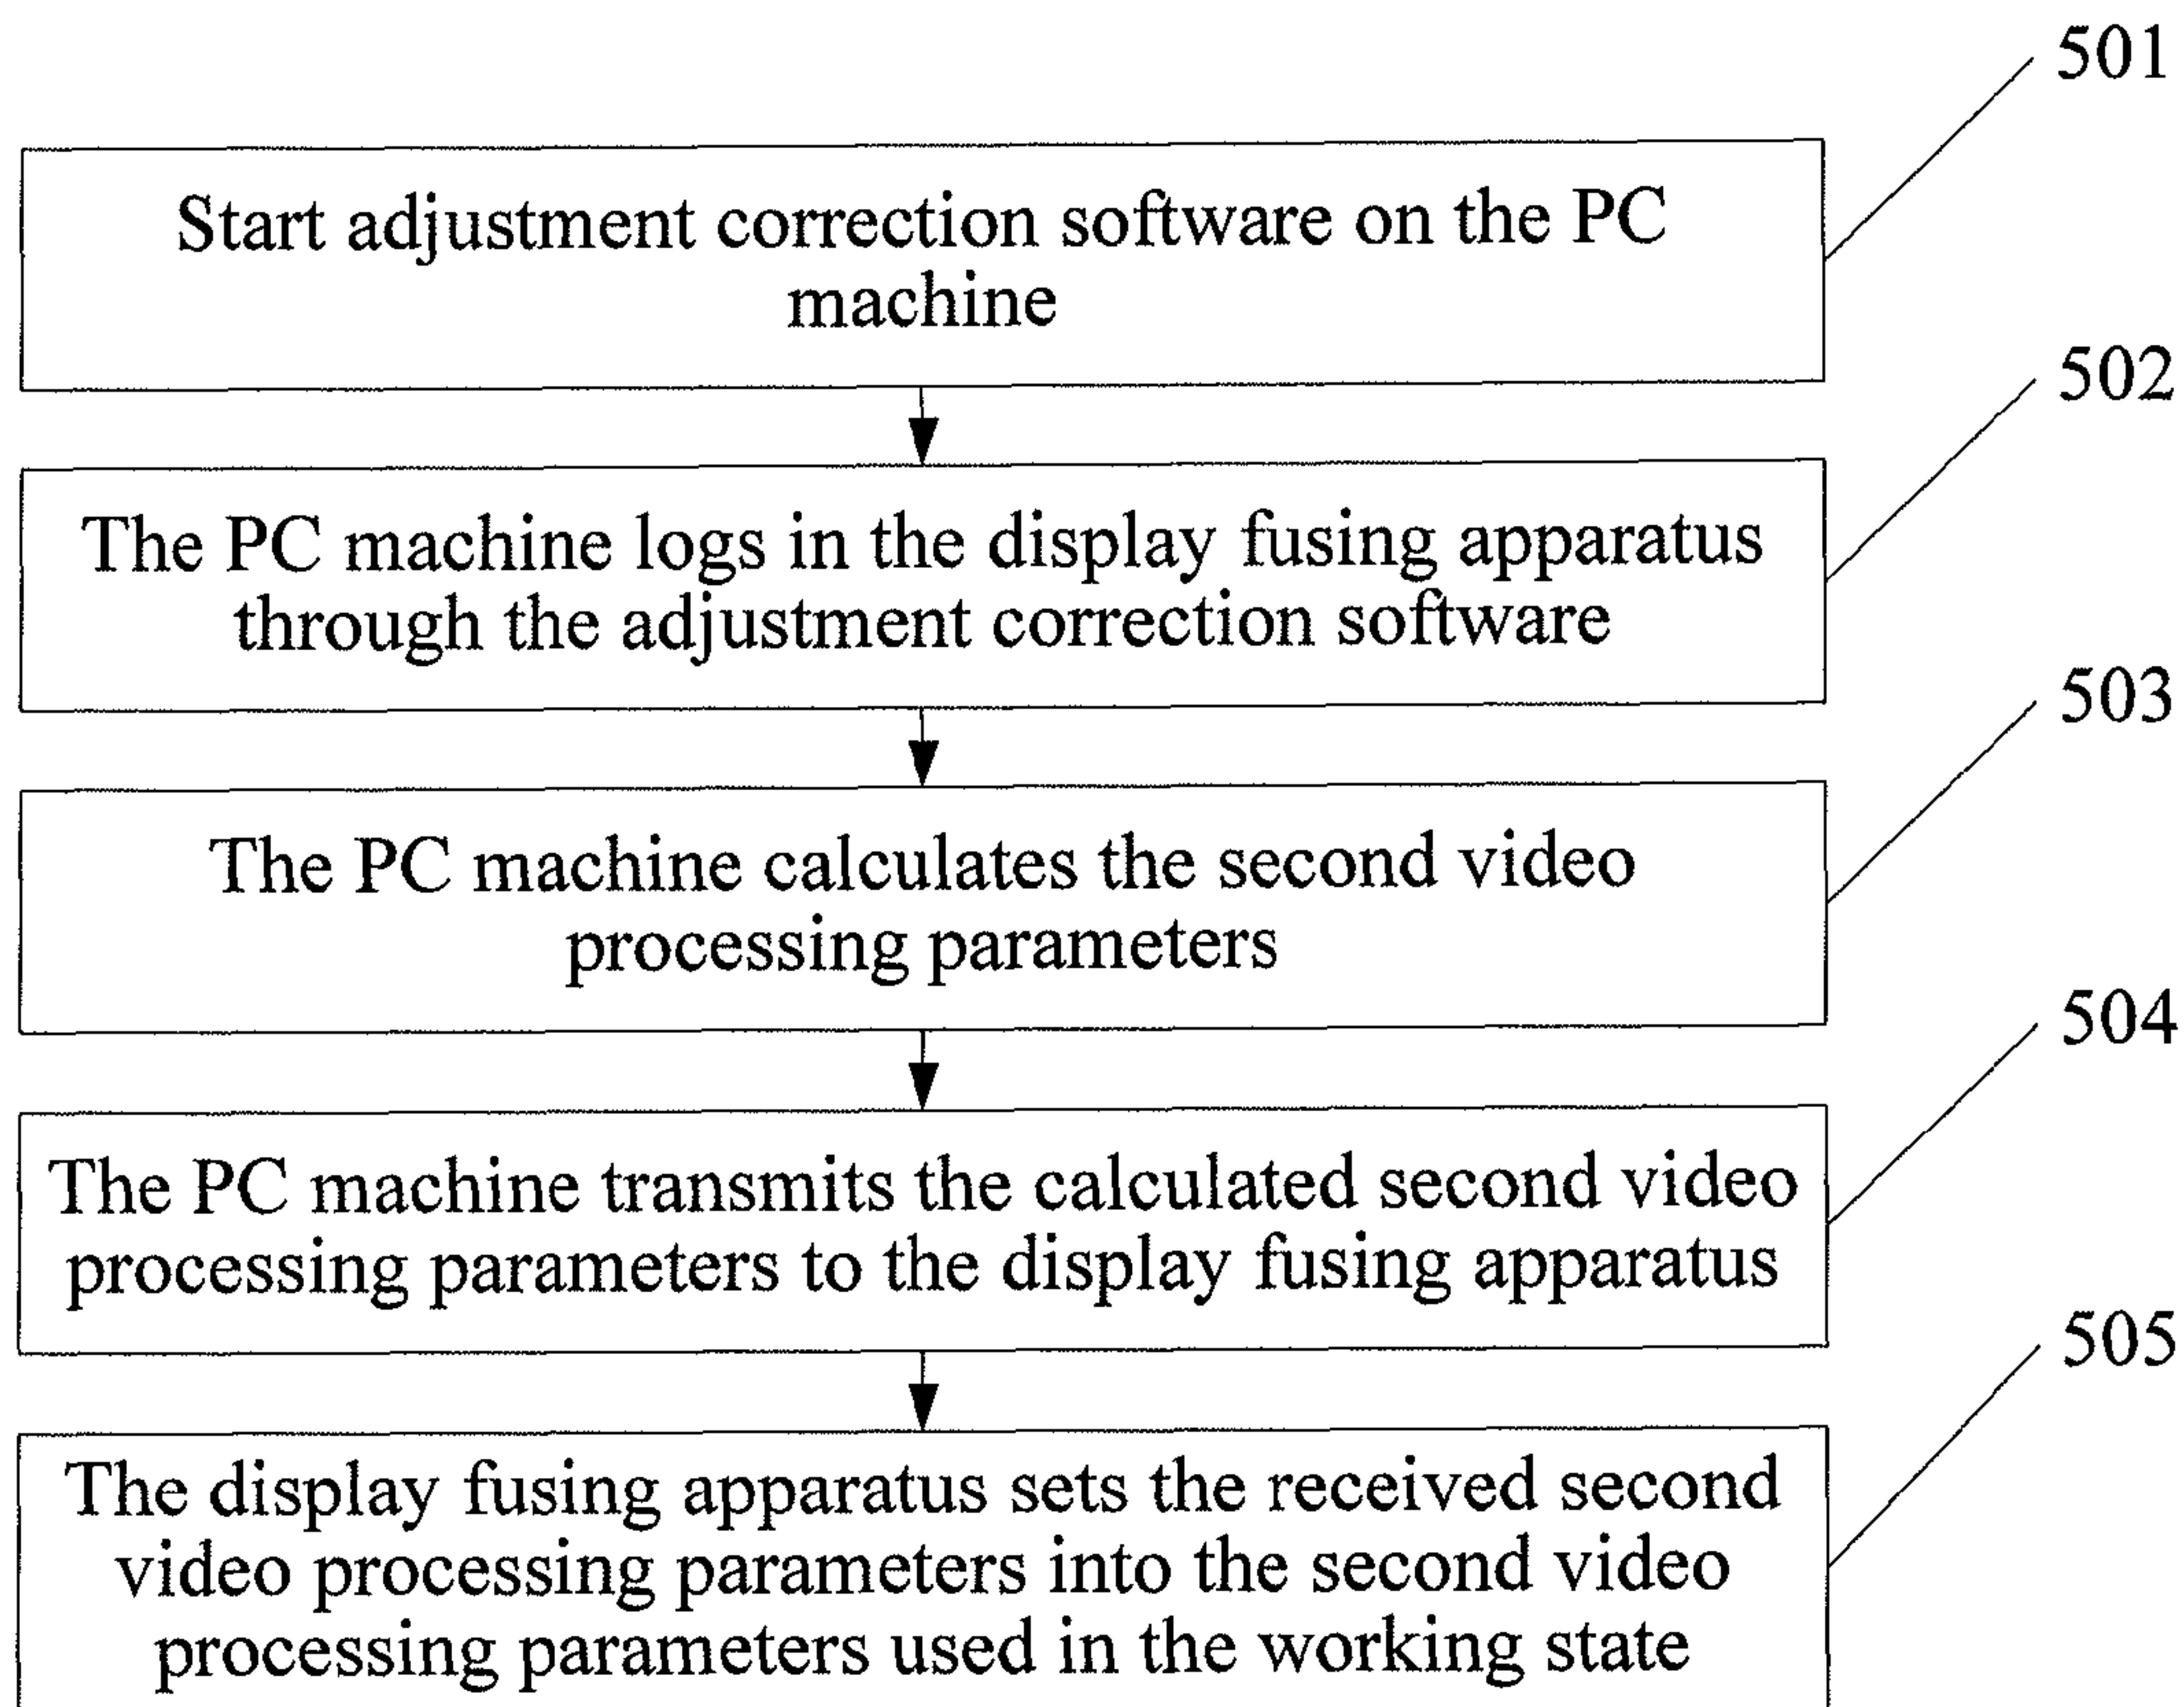 501
Start adjustment correction software on the PC
machine
502
The PC machine logs in the display fusing apparatus
through the adjustment correction software
503
The PC machine calculates the second video
processing parameters
504
The PC machine transmits the calculated second video
processing parameters to the display fusing apparatus
505
The display fusing apparatus sets the received second
video processing parameters into the second video
processing parameters used in the working state